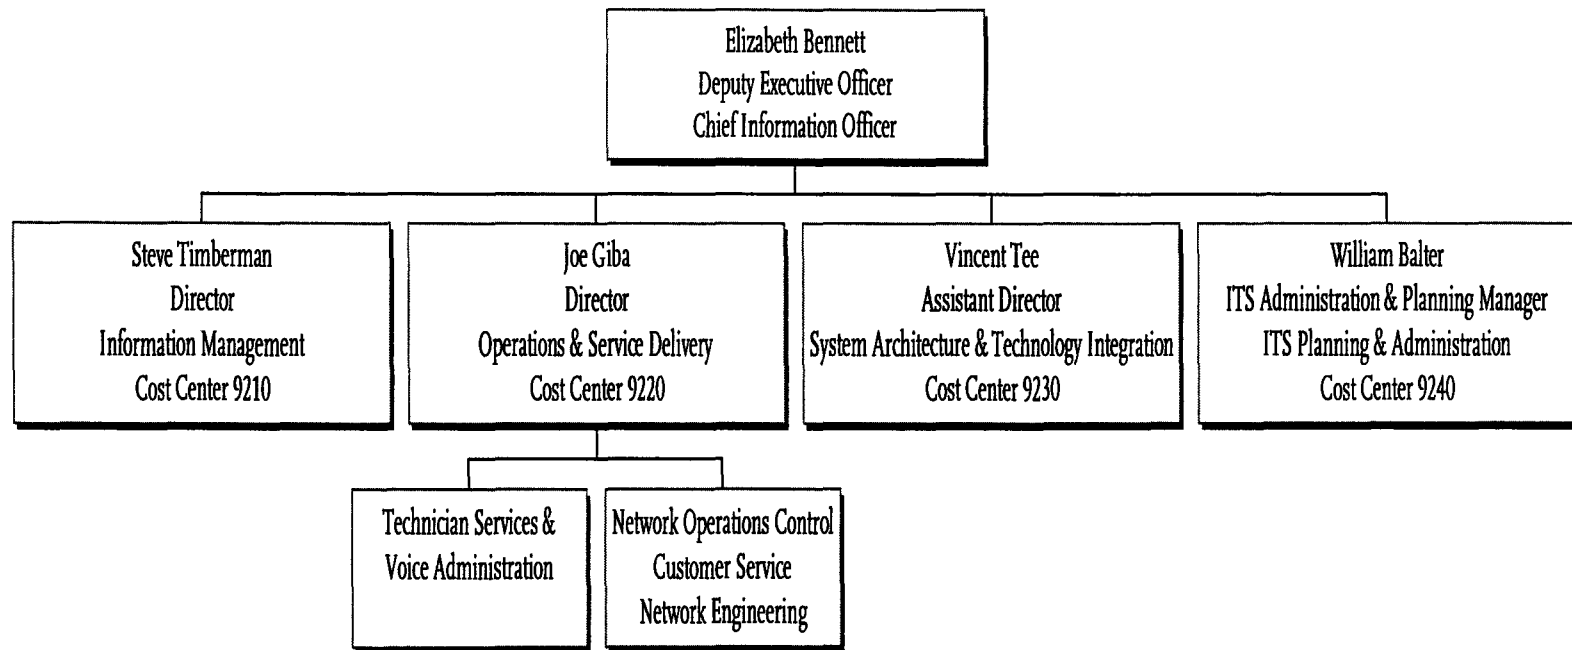 Elizabeth Bennett
Deputy Executive Officer
Chief Information Officer
Steve Timberman
Director
Information Management
Cost Center 9210
Joe Giba
Director
Operations & Service Delivery
Cost Center 9220
Vincent Tee
Assistant Director
System Architecture & Technology Integration
Cost Center 9230
William Balter
ITS Administration & Planning Manager
ITS Planning & Administration
Cost Center 9240
Technician Services &
Voice Administration
Network Operations Control
Customer Service
Network Engineering